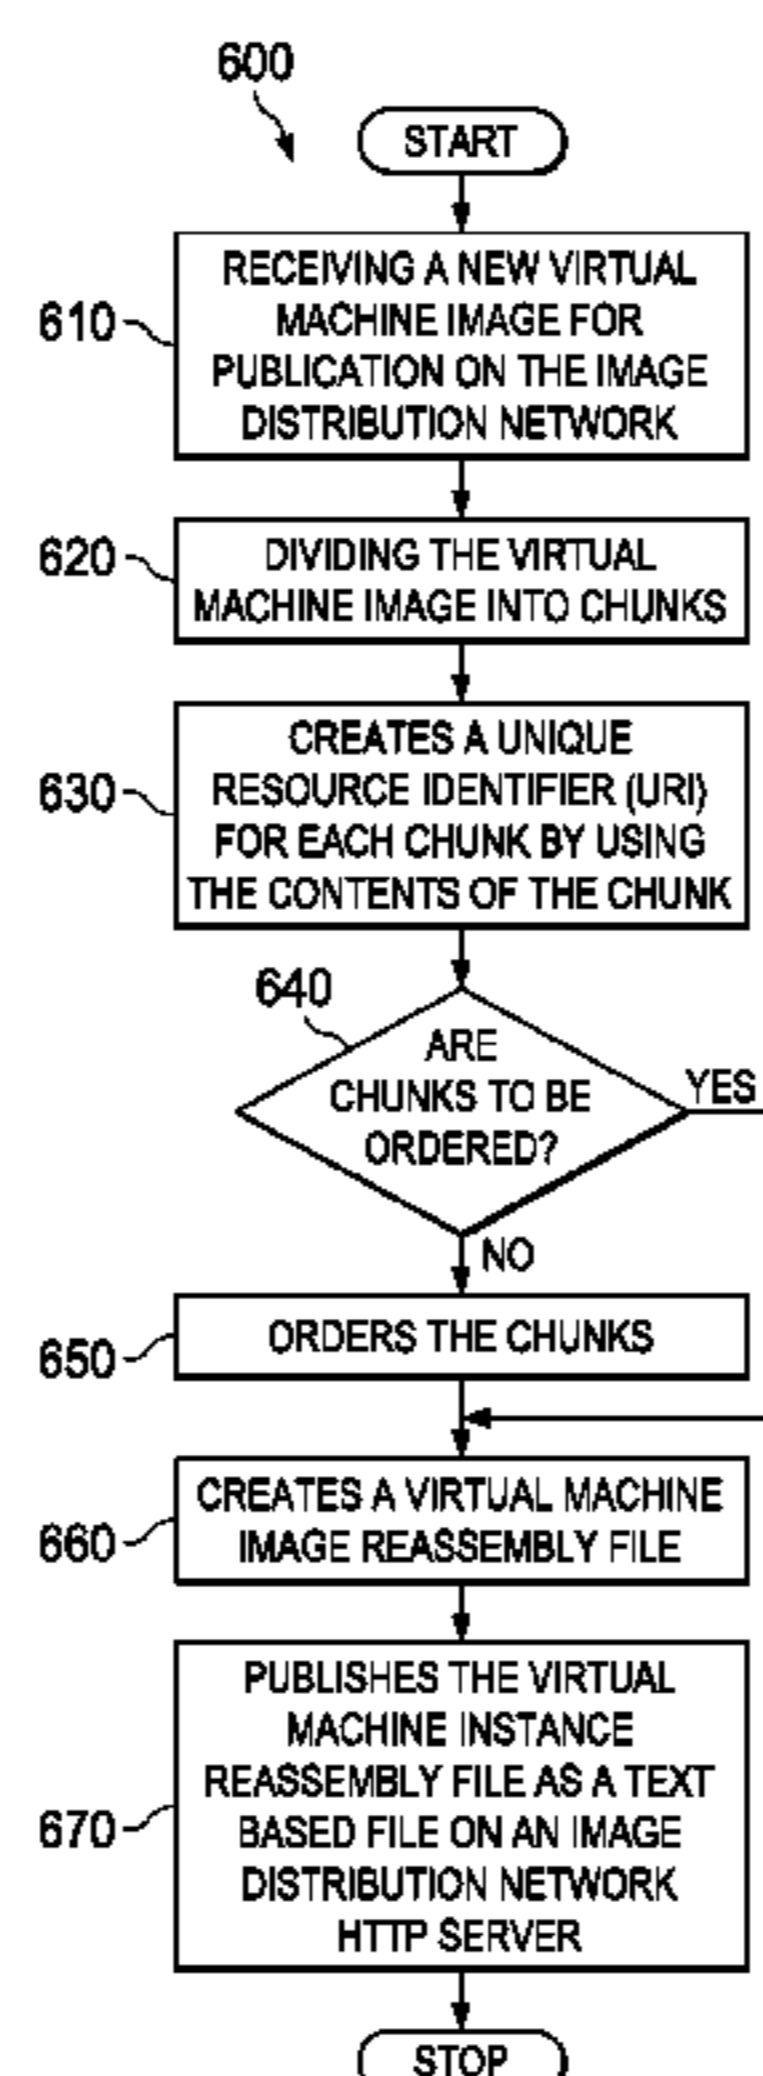 600
START
610
RECEIVING A NEW VIRTUAL
MACHINE IMAGE FOR
PUBLICATION ON THE IMAGE
DISTRIBUTION NETWORK
620
DIVIDING THE VIRTUAL
MACHINE IMAGE INTO CHUNKS
630
CREATES A UNIQUE
RESOURCE IDENTIFIER (URI)
FOR EACH CHUNK BY USING
THE CONTENTS OF THE CHUNK
640
ARE
CHUNKS TO BE
ORDERED?
YES
NO
650
ORDERS THE CHUNKS
660
CREATES A VIRTUAL MACHINE
IMAGE REASSEMBLY FILE
670
PUBLISHES THE VIRTUAL
MACHINE INSTANCE
REASSEMBLY FILE AS A TEXT
BASED FILE ON AN IMAGE
DISTRIBUTION NETWORK
HTTP SERVER
STOP